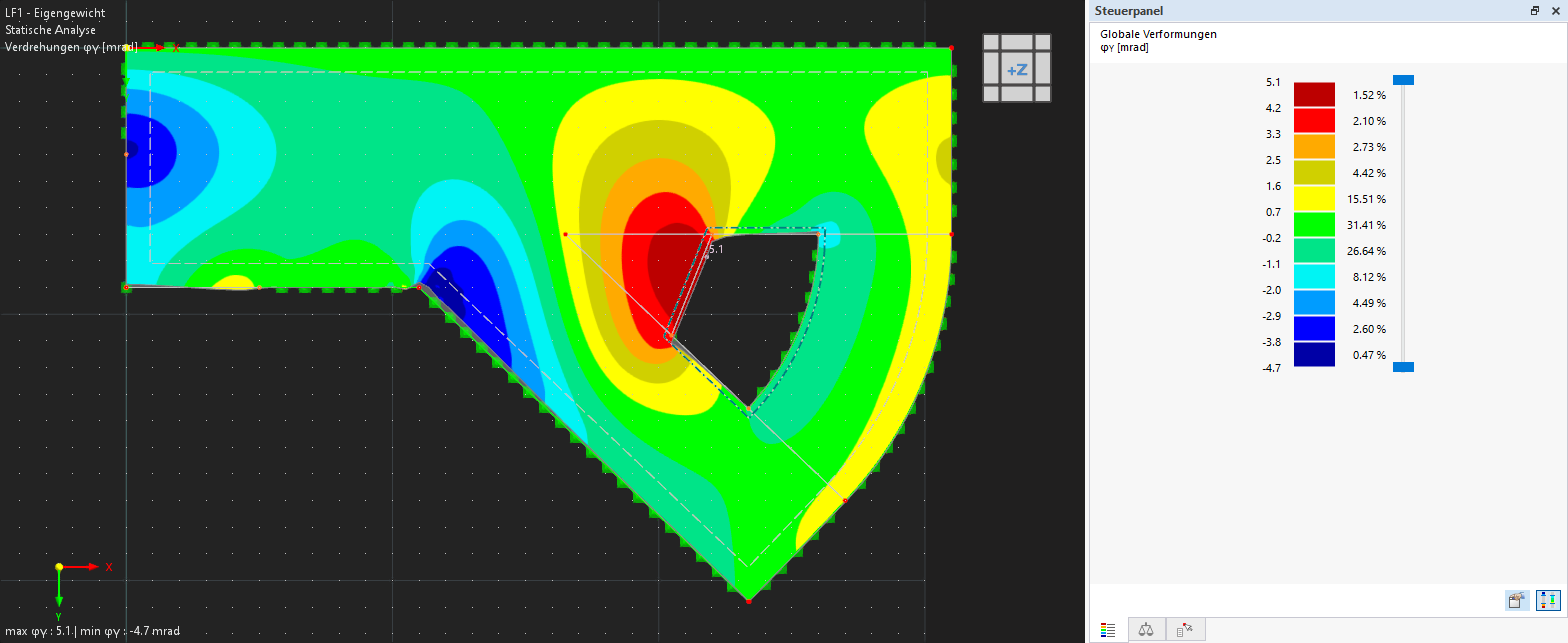 LF1 - Eigengewicht
Statische Analyse
Verdrehungen φY [mrad]
X
+Z
5.1
X
Y
max φY : 5.1 | min φY : -4.7 mrad
Steuerpanel
Globale Verformungen
φY [mrad]
5.1
1.52 %
4.2
2.10 %
3.3
2.73 %
2.5
4.42 %
1.6
15.51 %
0.7
31.41 %
-0.2
26.64 %
-1.1
8.12 %
-2.0
4.49 %
-2.9
2.60 %
-3.8
0.47 %
-4.7